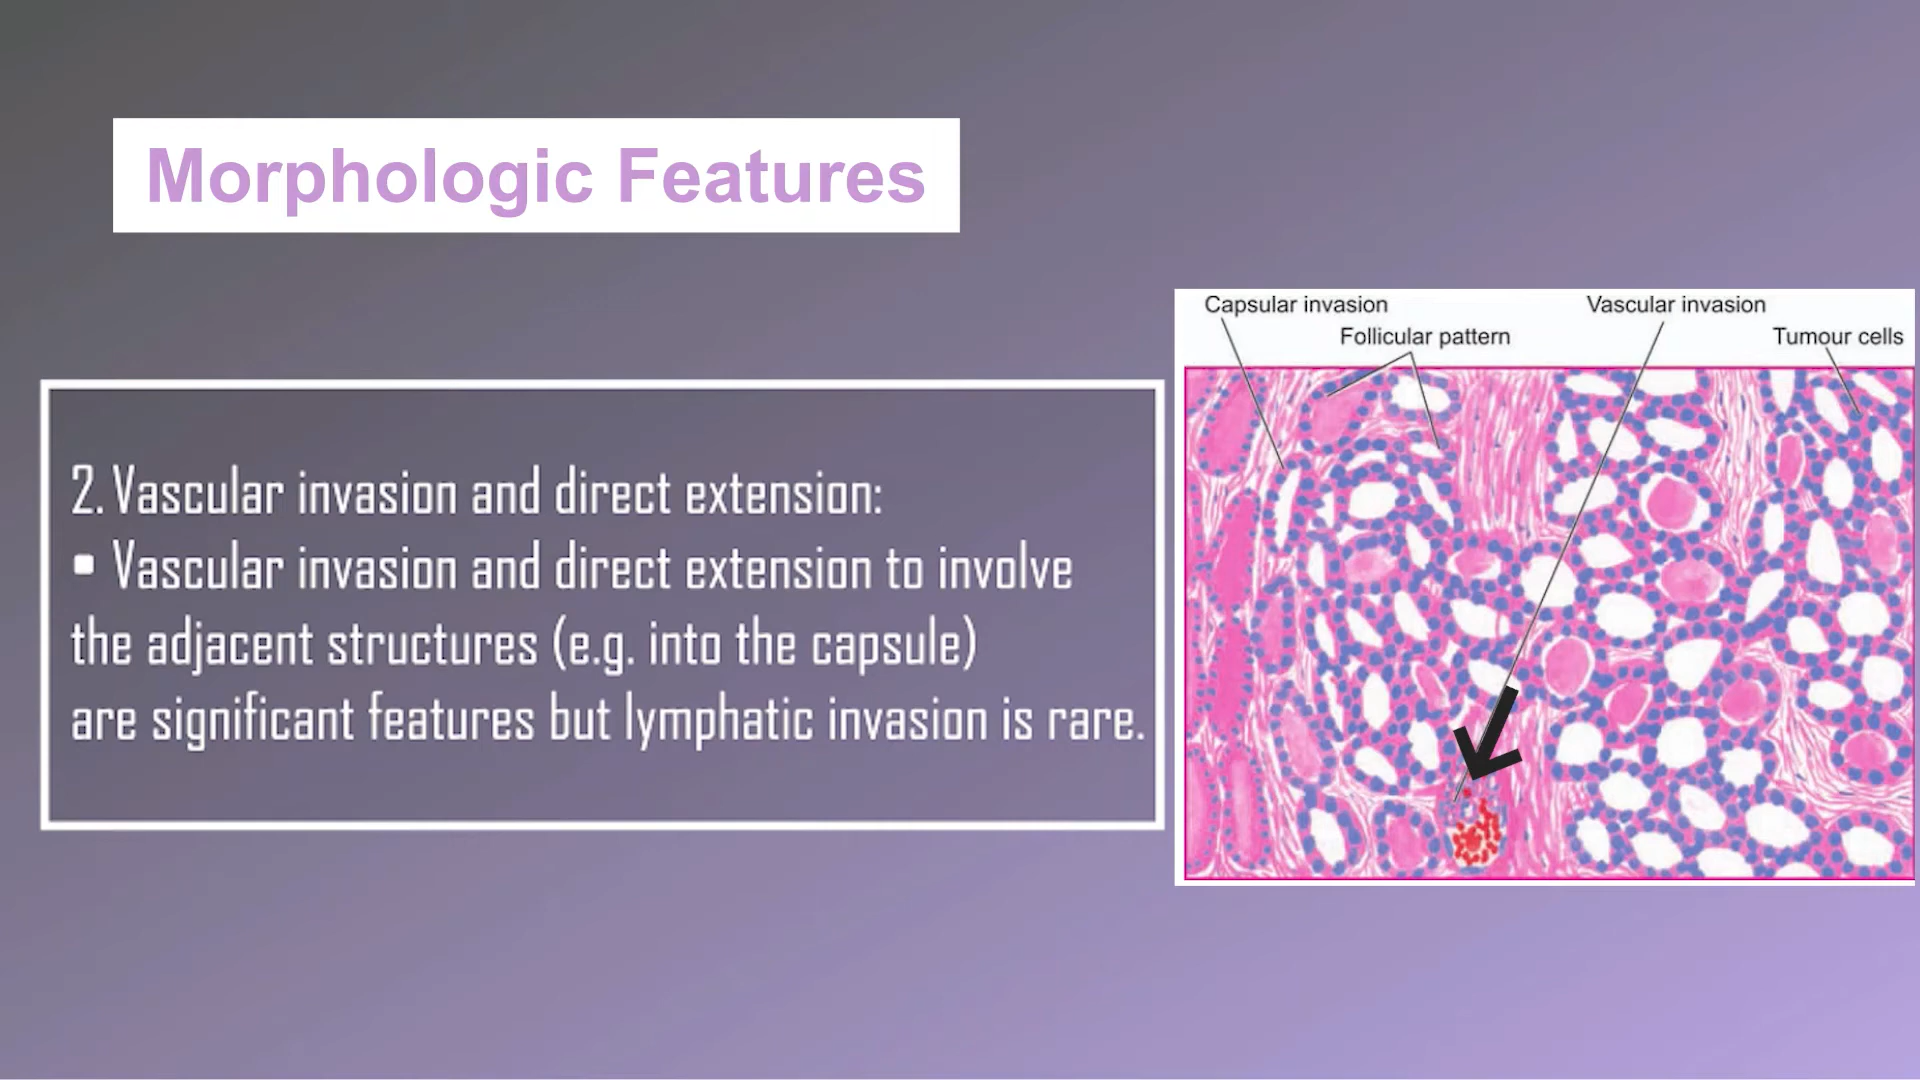 Morphologic Features
Capsular invasion
Vascular invasion
Follicular pattern
Tumour cells
2. Vascular invasion and direct extension:
▪ Vascular invasion and direct extension to involve
the adjacent structures (e.g. into the capsule)
are significant features but lymphatic invasion is rare.